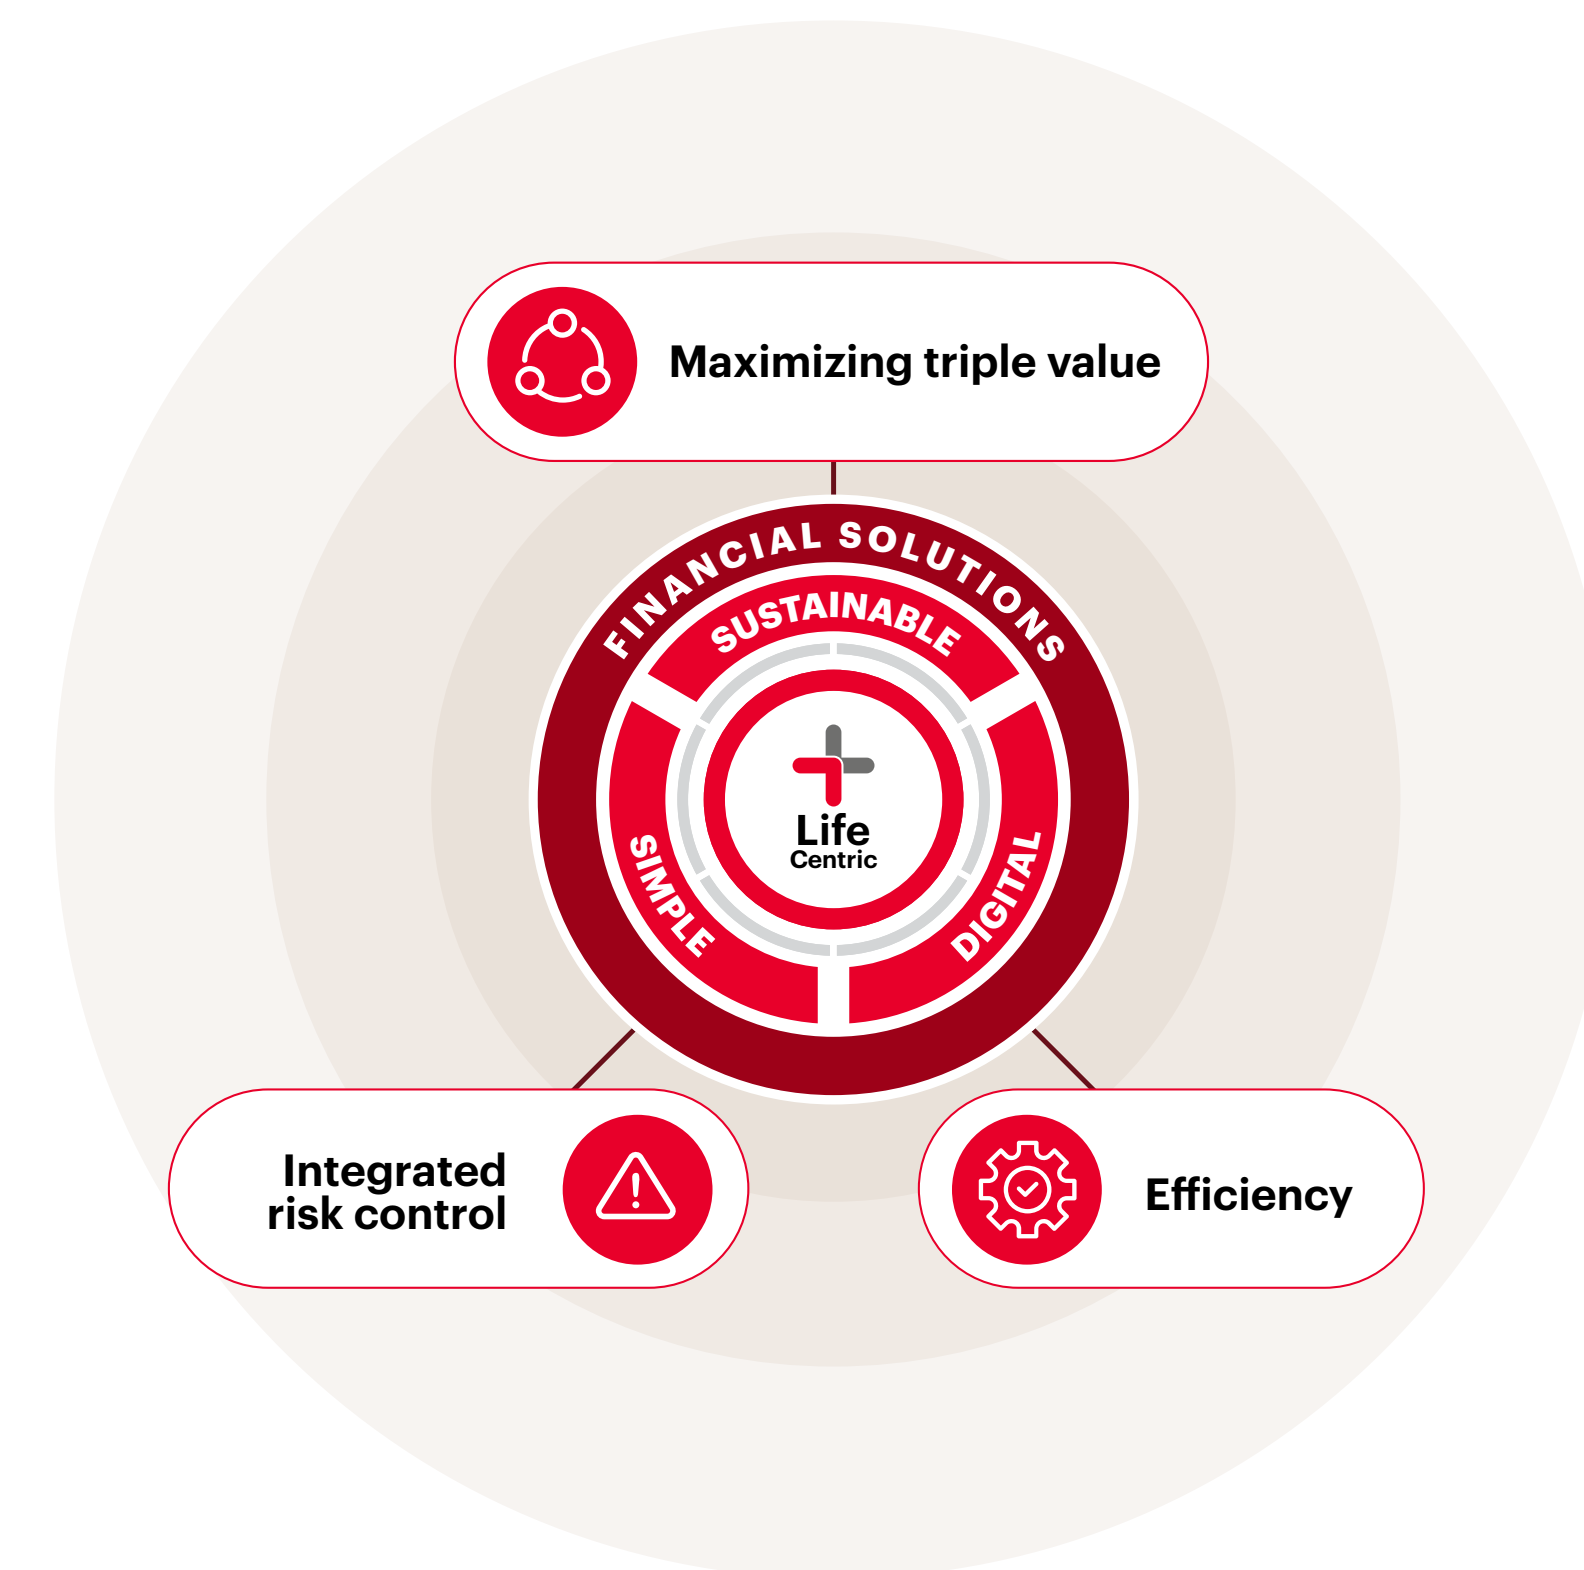 Maximizing triple value
FINANCIAL SOLUTIONS
SUSTAINABLE
SIMPLE
DIGITAL
Life
Centric
Integrated
risk control
Efficiency